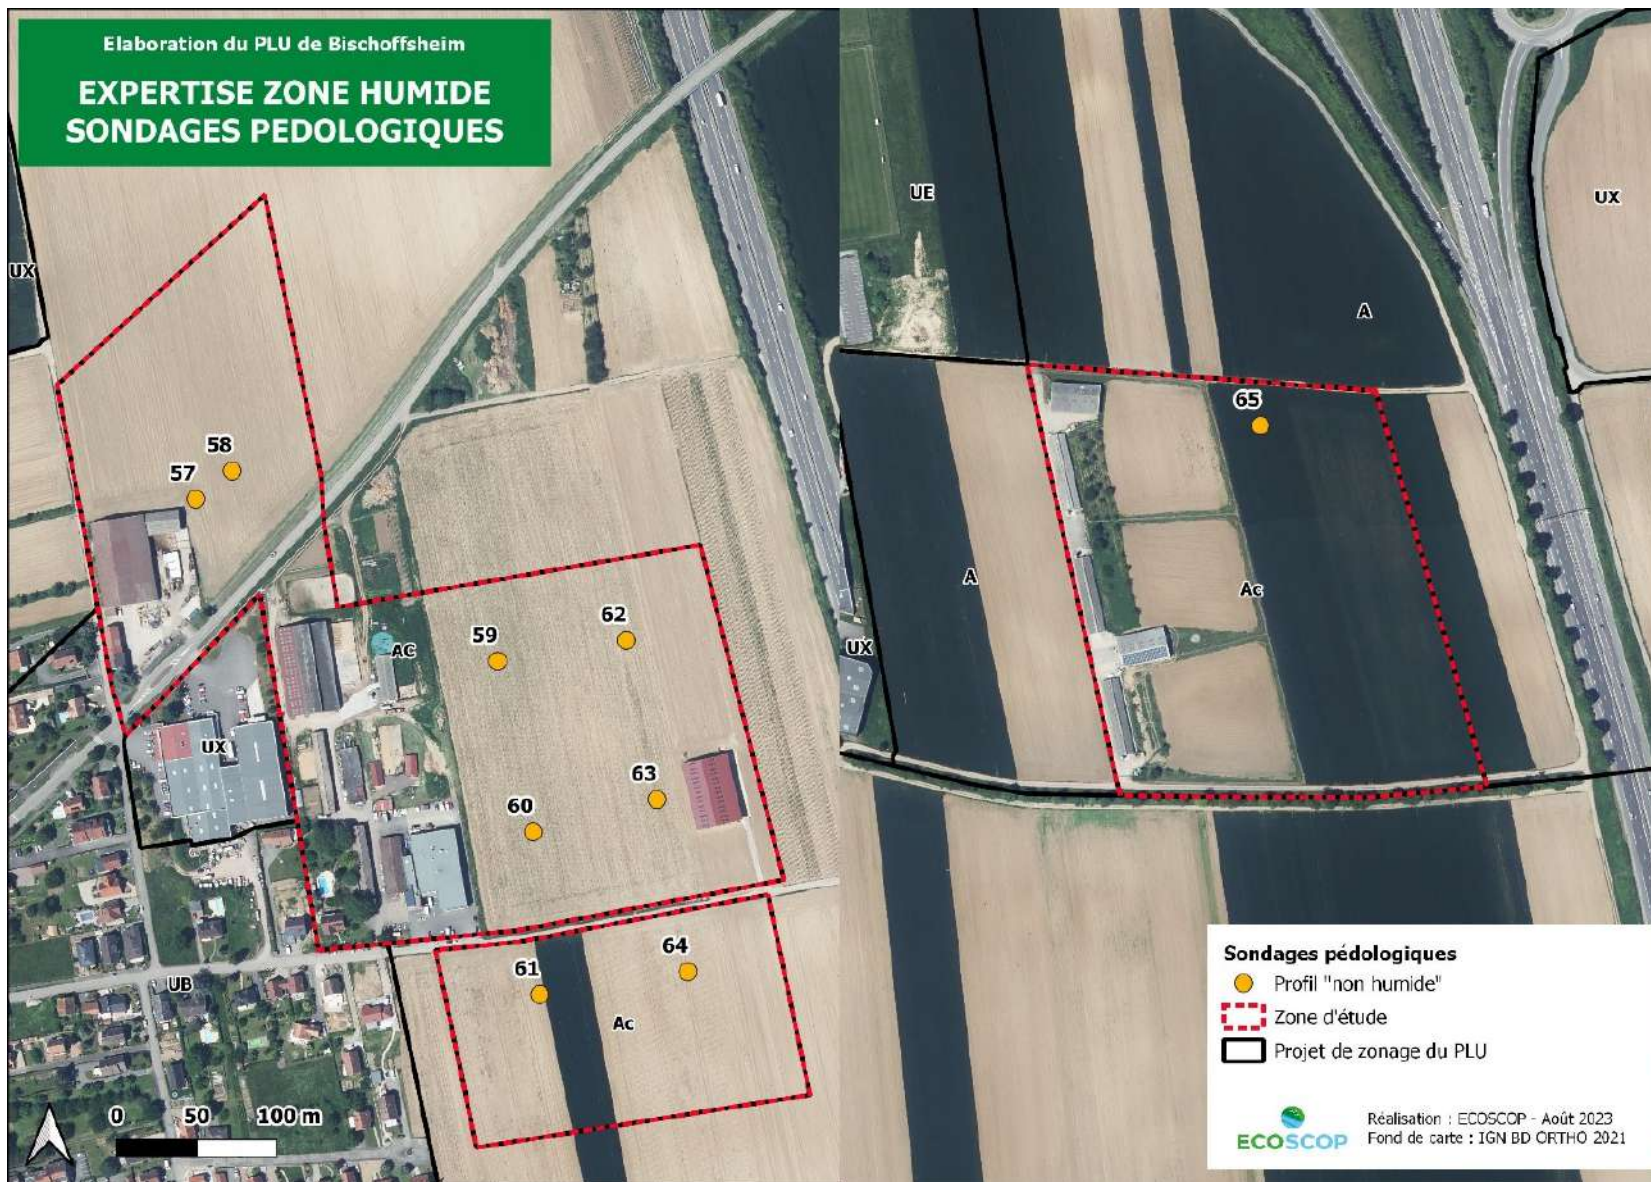 Elaboration du PLU de Bischoffsheim
EXPERTISE ZONE HUMIDE
SONDAGES PEDOLOGIQUES
UX
58
57
59
62
AC
UX
63
60
UB
61
64
Ac
0 50 100 m
UE
UX
A
65
A
Ac
UX
Sondages pédologiques
Profil "non humide"
Zone d'étude
Projet de zonage du PLU
ECOSCOP
Réalisation : ECOSCOP - Août 2023
Fond de carte : IGN BD ORTHO 2021